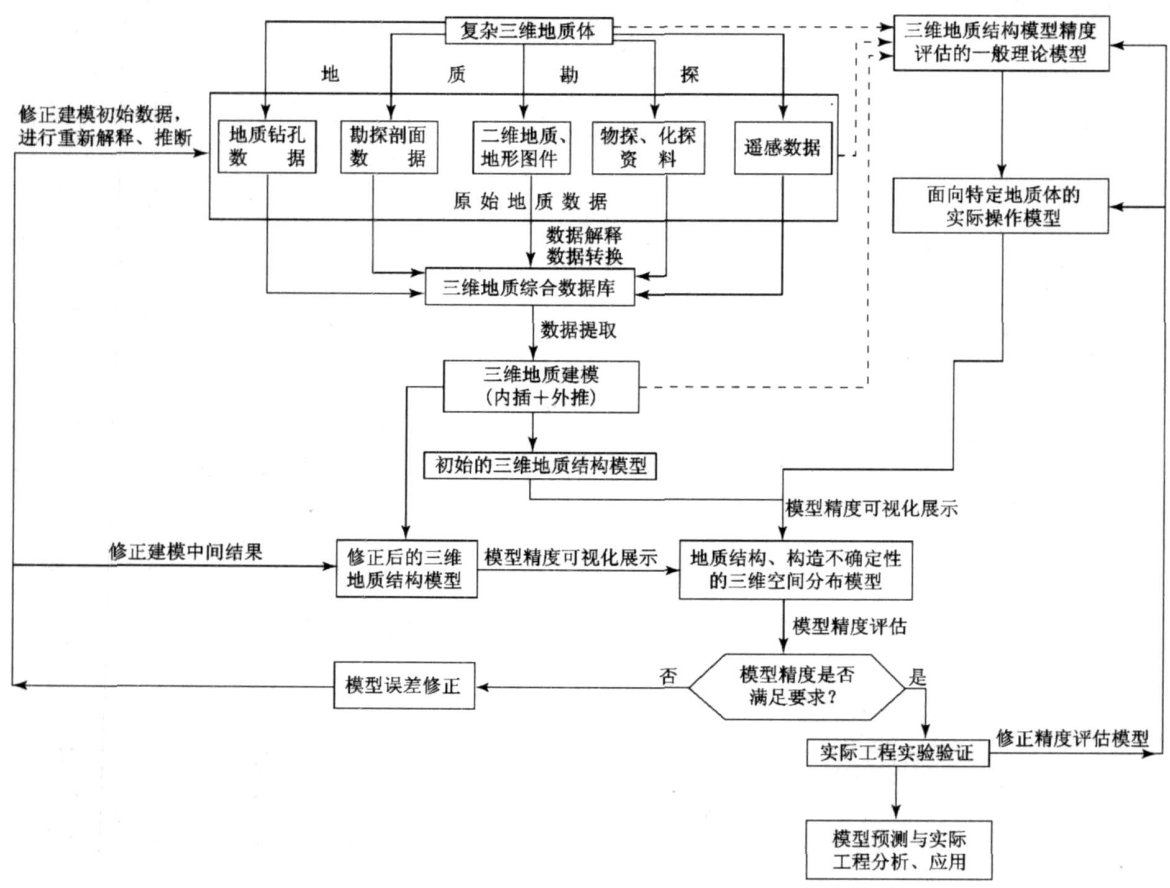 复杂三维地质体
三维地质结构模型精度
评估的一般理论模型
地 质 勘 探
修正建模初始数据,
进行重新解释、推断
地质钻孔
数 据
勘探剖面
数 据
二维地质、
地形图件
物探、化探
资 料
遥感数据
原始地质数据
面向特定地质体的
实际操作模型
数据解释
数据转换
三维地质综合数据库
数据提取
三维地质建模
(内插+外推)
初始的三维地质结构模型
模型精度可视化展示
修正建模中间结果
修正后的三维
地质结构模型
模型精度可视化展示
地质结构、构造不确定性
的三维空间分布模型
模型精度评估
否
模型精度是否
满足要求?
是
模型误差修正
实际工程实验验证
修正精度评估模型
模型预测与实际
工程分析、应用